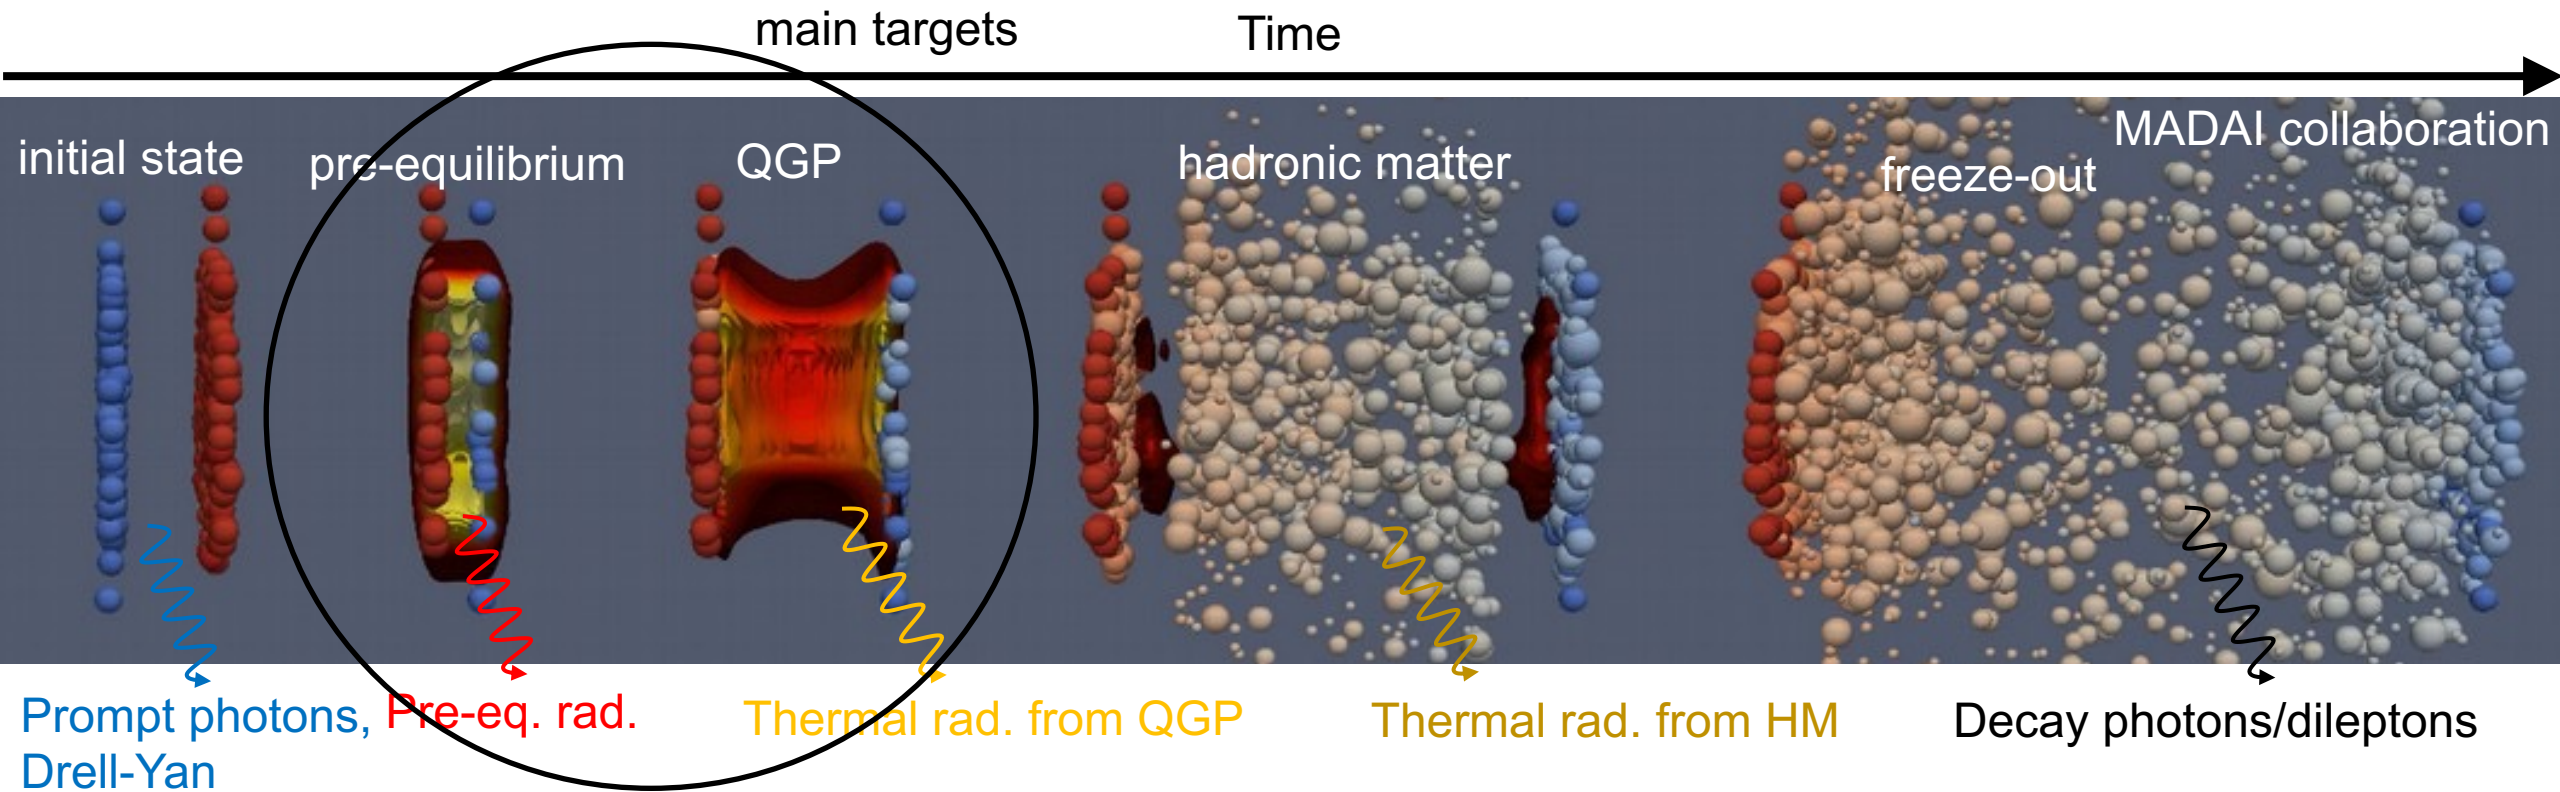 main targets
Time
initial state
pre-equilibrium
QGP
hadronic matter
MADAI collaboration
freeze-out
Prompt photons,
Drell-Yan
Pre-eq. rad.
Thermal rad. from QGP
Thermal rad. from HM
Decay photons/dileptons